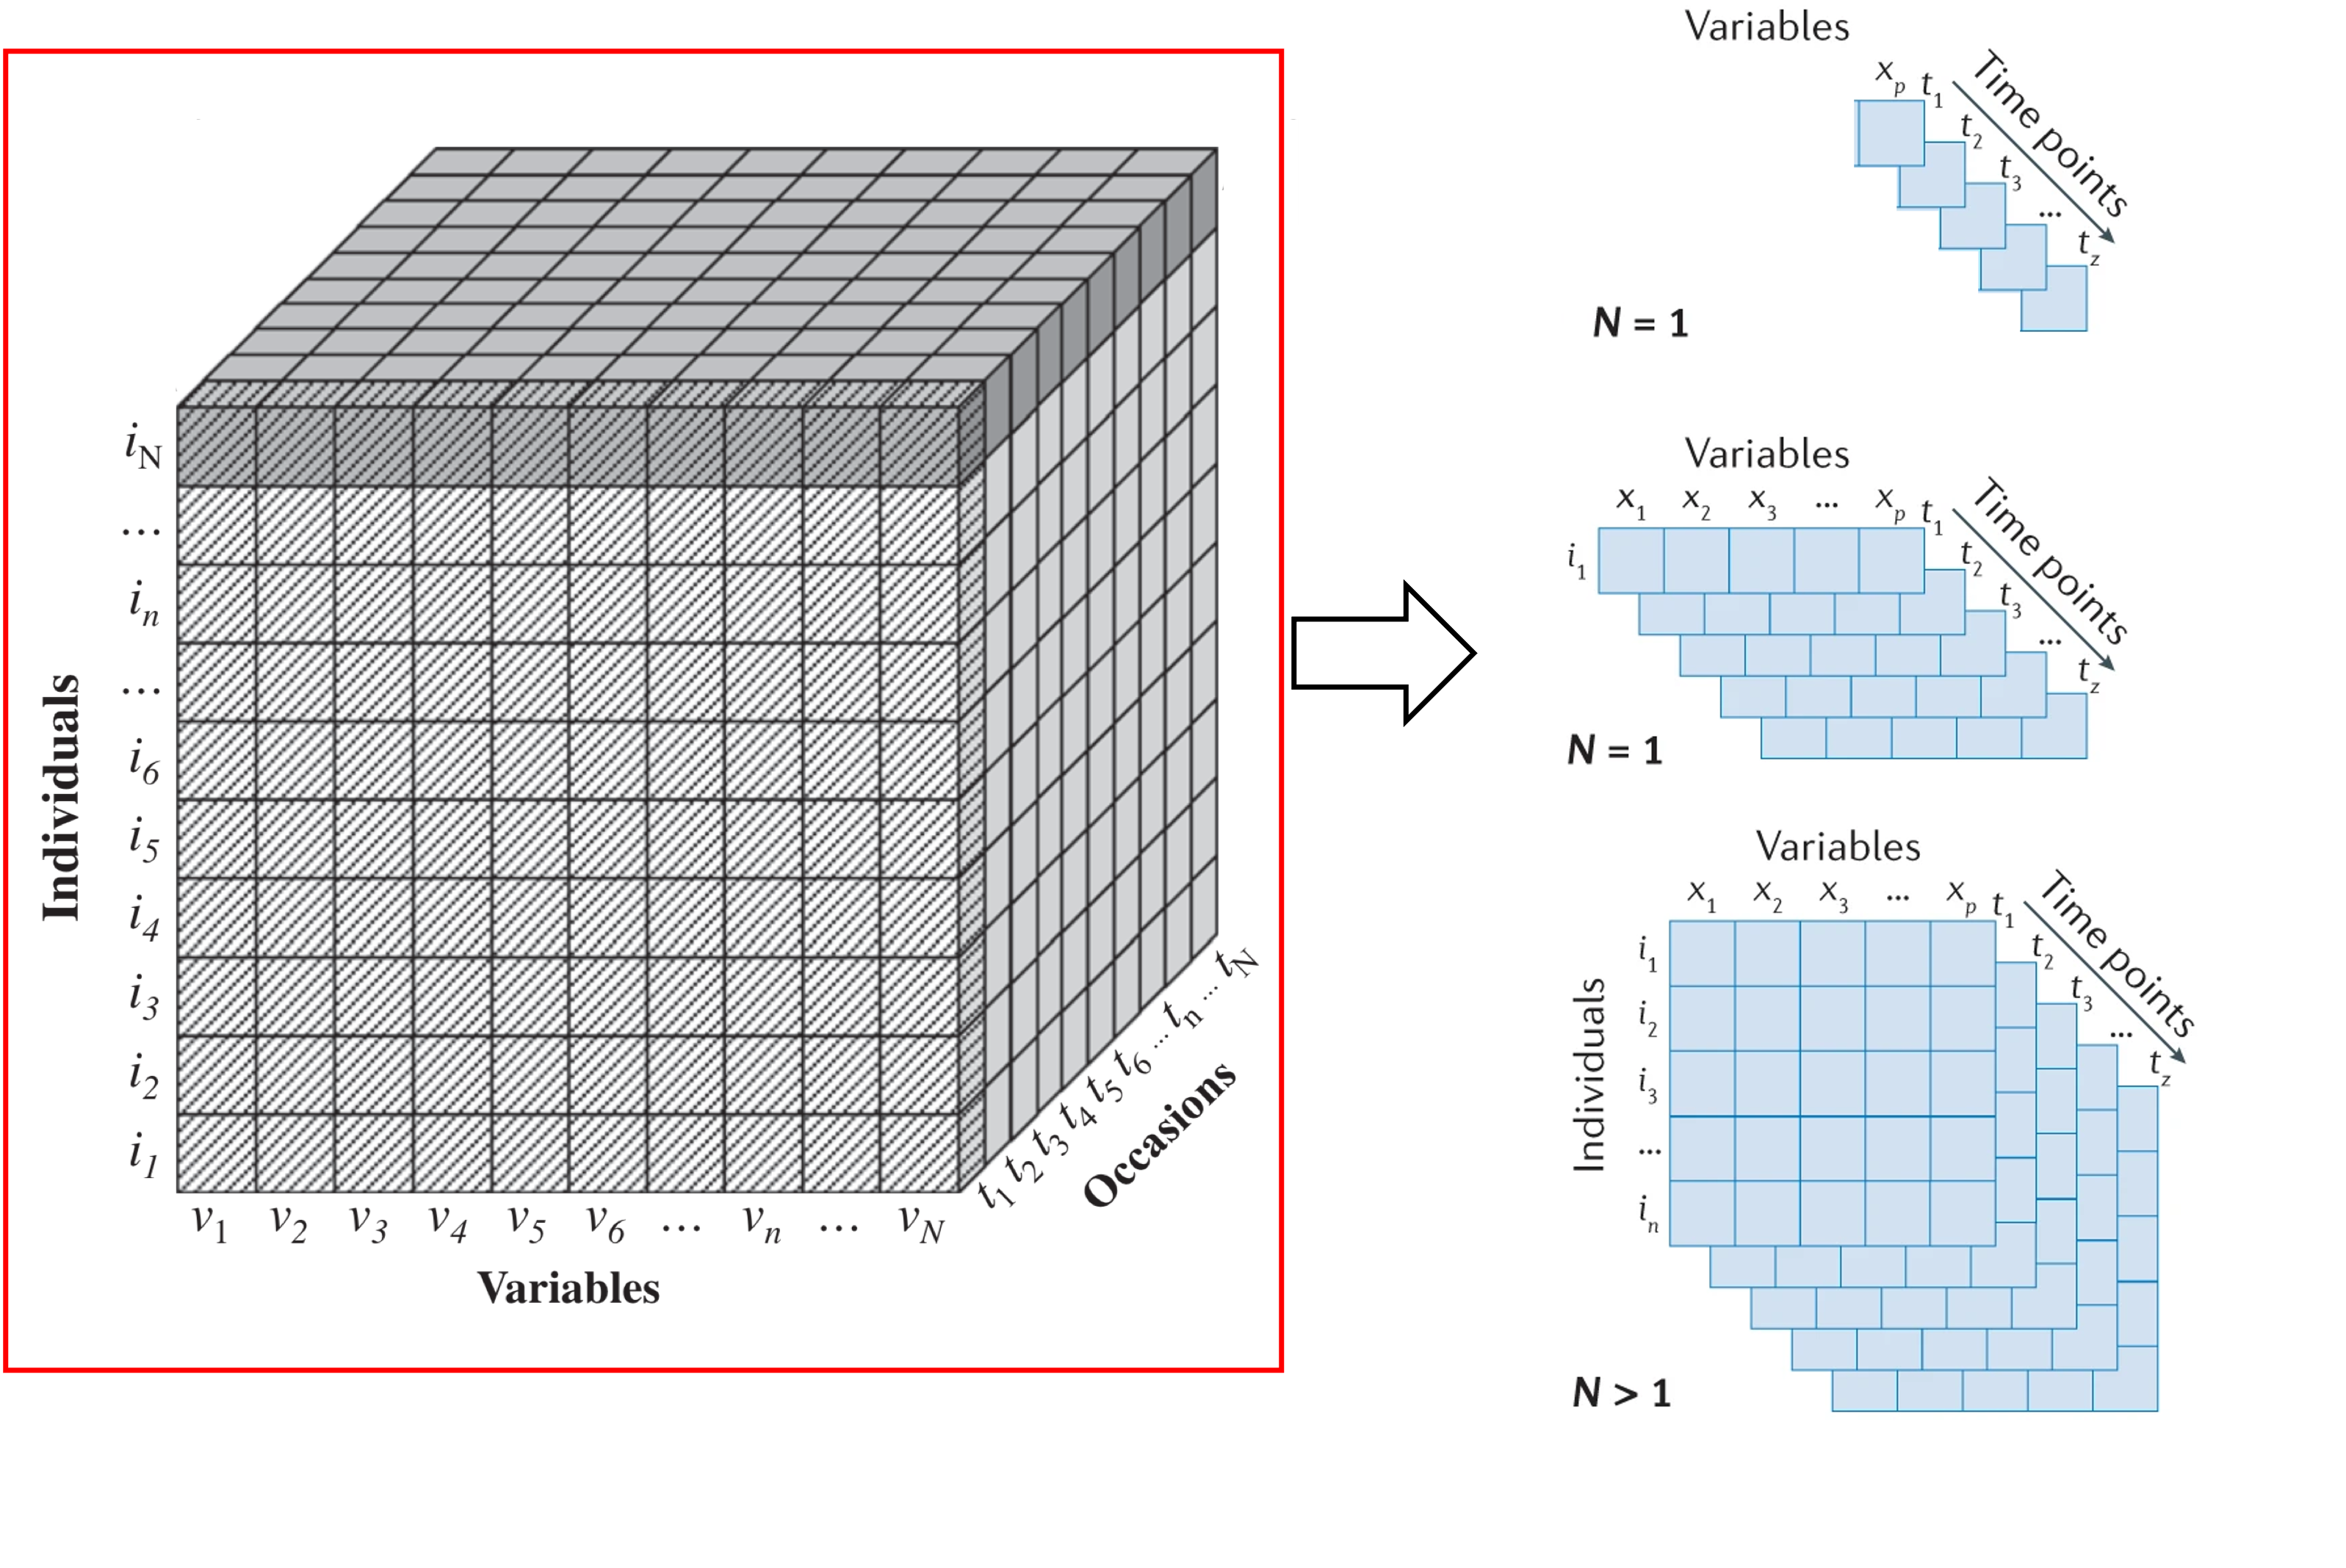 Individuals
i_N
...
i_n
...
i_6
i_5
i_4
i_3
i_2
i_1
v_1 v_2 v_3 v_4 v_5 v_6 ... v_n ... v_N
Variables
t_1 t_2 t_3 t_4 t_5 t_6 ... t_n ... t_N
Occasions
Variables
x_p
t_1 t_2 t_3 ... t_z
Time points
N = 1
Variables
x_1 x_2 x_3 ... x_p
t_1 t_2 t_3 ... t_z
Time points
i_1
N = 1
Variables
x_1 x_2 x_3 ... x_p
t_1 t_2 t_3 ... t_z
Time points
Individuals
i_1
i_2
i_3
...
i_n
N > 1